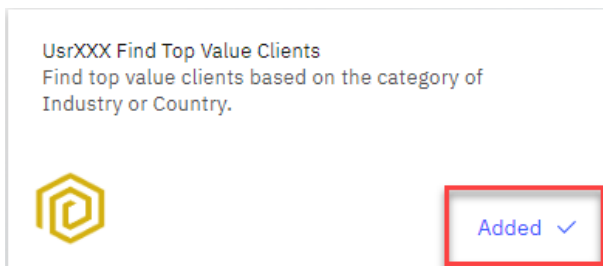 UsrXXX Find Top Value Clients
Find top value clients based on the category of
Industry or Country.
Added